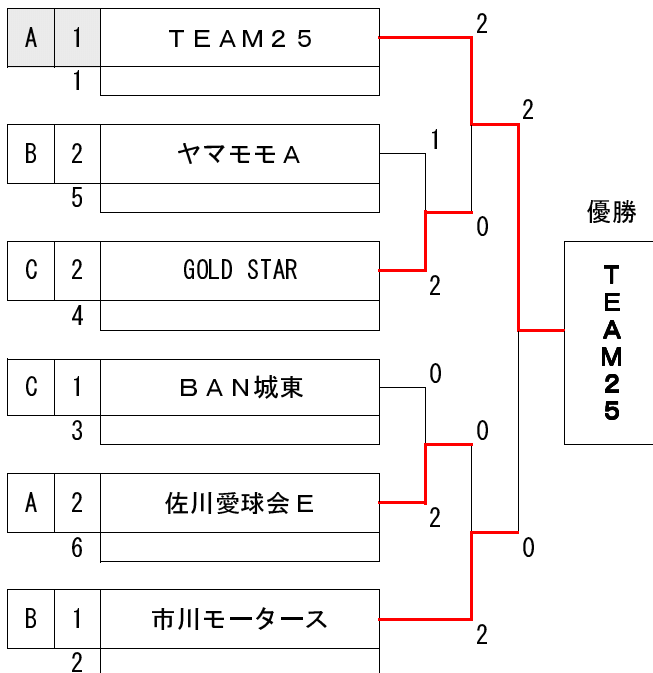 A 1 ＴＥＡＭ２５ 2
1
2
B 2 ヤマモモＡ 1
5
0
優勝
C 2 GOLD STAR 2
4
ＴＥＡＭ２５
C 1 ＢＡＮ城東 0
3
0
A 2 佐川愛球会Ｅ 2
6
0
B 1 市川モータース 2
2